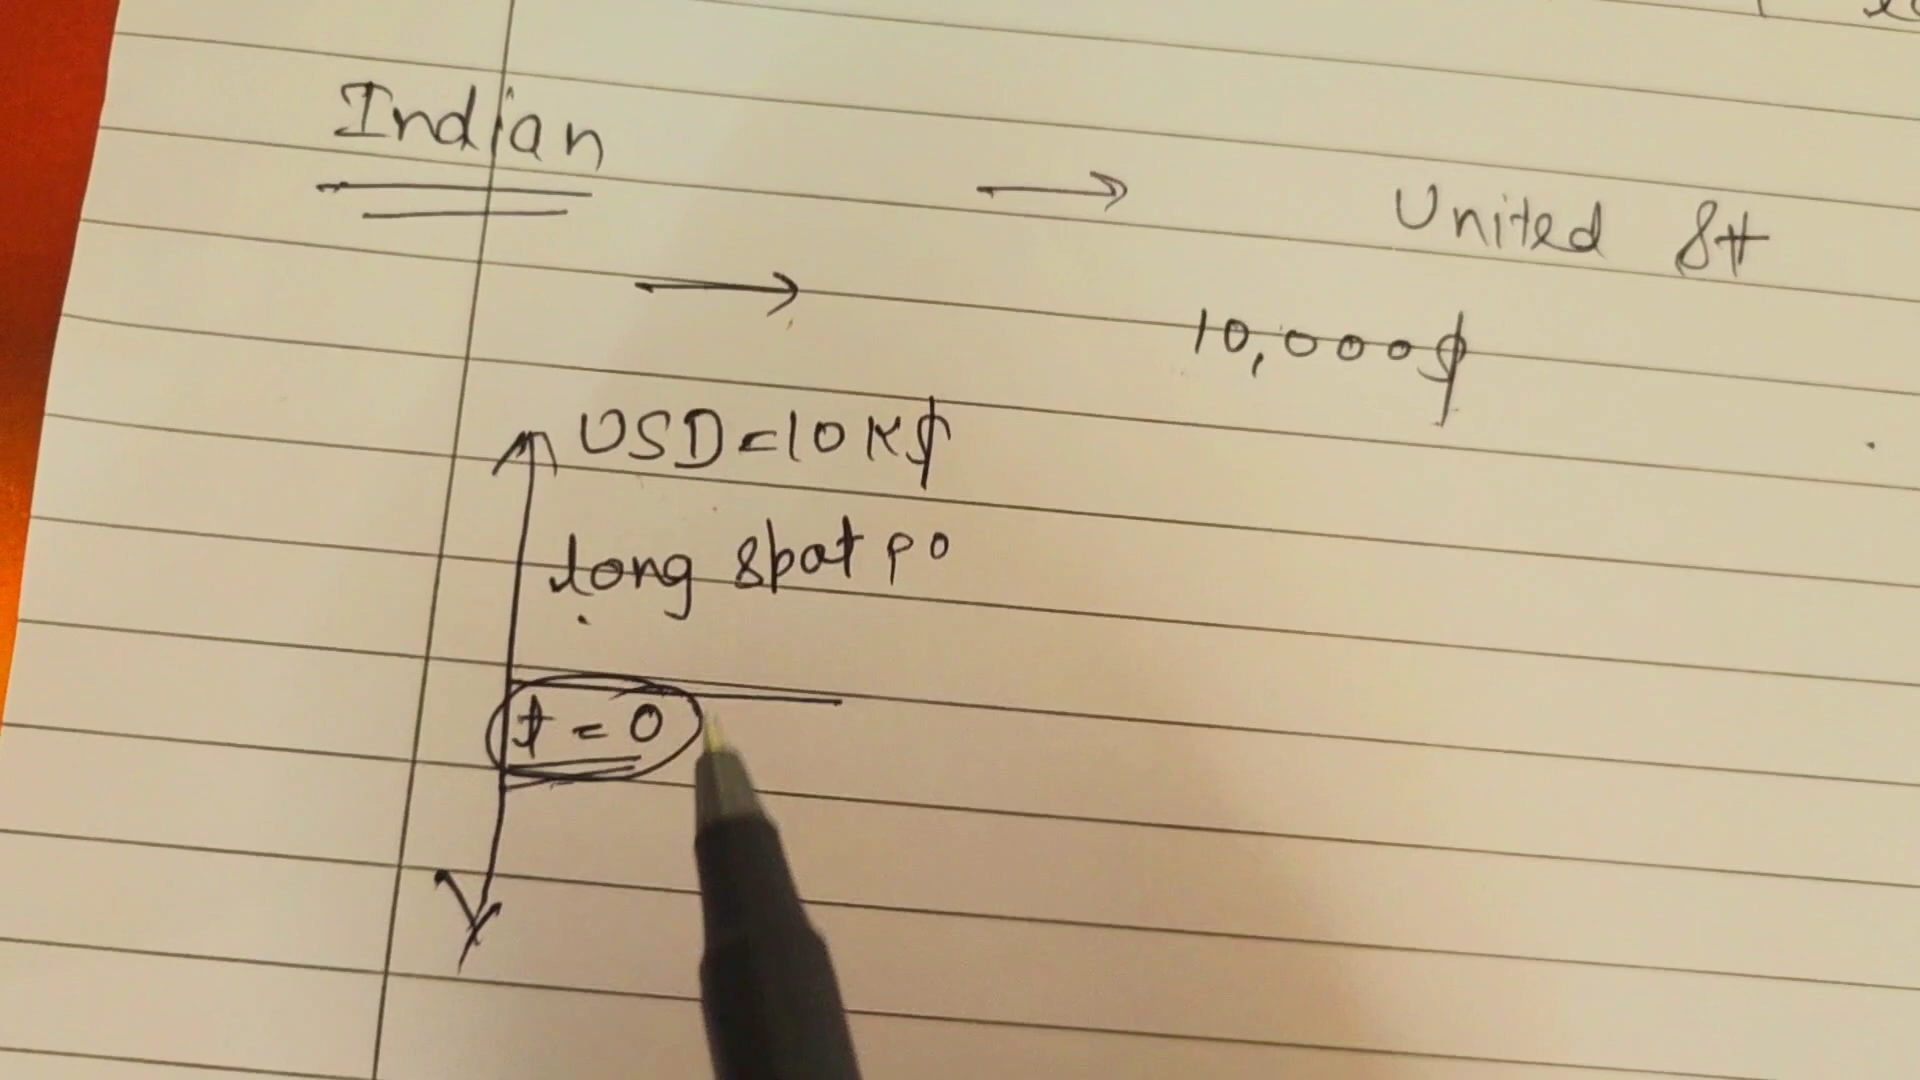 Indian → United St
→ 10,000$
USD = 10K$
long spot po
t = 0